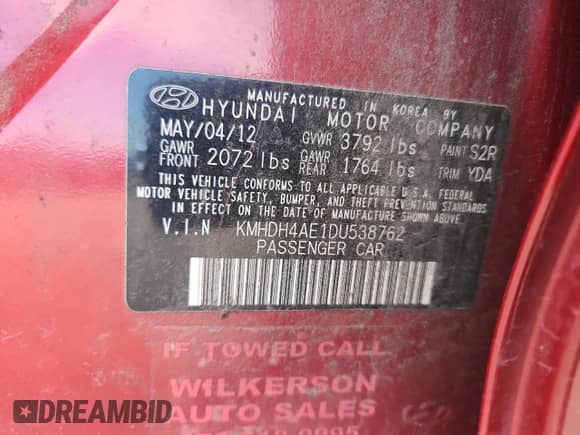 MANUFACTURED IN KOREA BY
HYUNDAI MOTOR COMPANY
MAY/04/12 GVWR 3792 lbs PAINT S2R
GAWR FRONT 2072 lbs GAWR REAR 1764 lbs TRIM YDA
THIS VEHICLE CONFORMS TO ALL APPLICABLE U.S.A. FEDERAL
MOTOR VEHICLE SAFETY, BUMPER, AND THEFT PREVENTION STANDARDS
IN EFFECT ON THE DATE OF MANUFACTURE SHOWN ABOVE.
V.I.N KMHDH4AE1DU538762
PASSENGER CAR
IF TOWED CALL
WILKERSON
AUTO SALES
DREAMBID